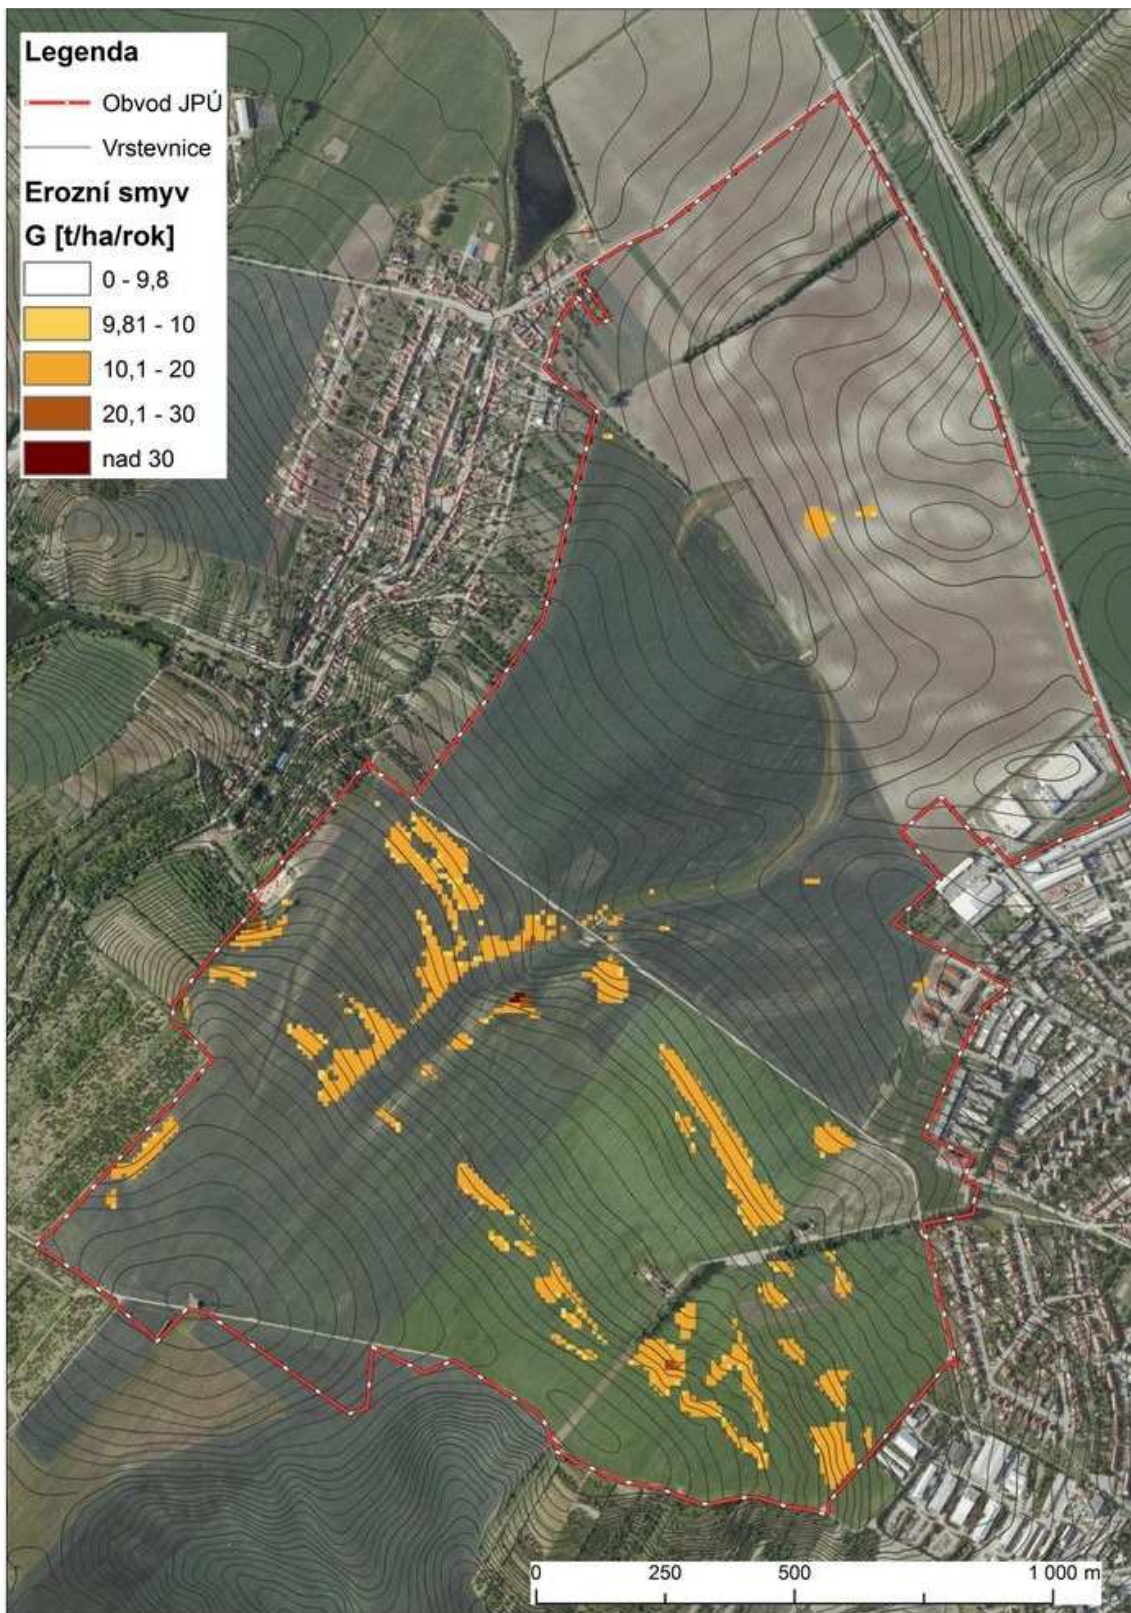 Legenda
Obvod JPÚ
Vrstevnice
Erozní smyv
G [t/ha/rok]
0 - 9,8
9,81 - 10
10,1 - 20
20,1 - 30
nad 30
0 250 500 1 000 m